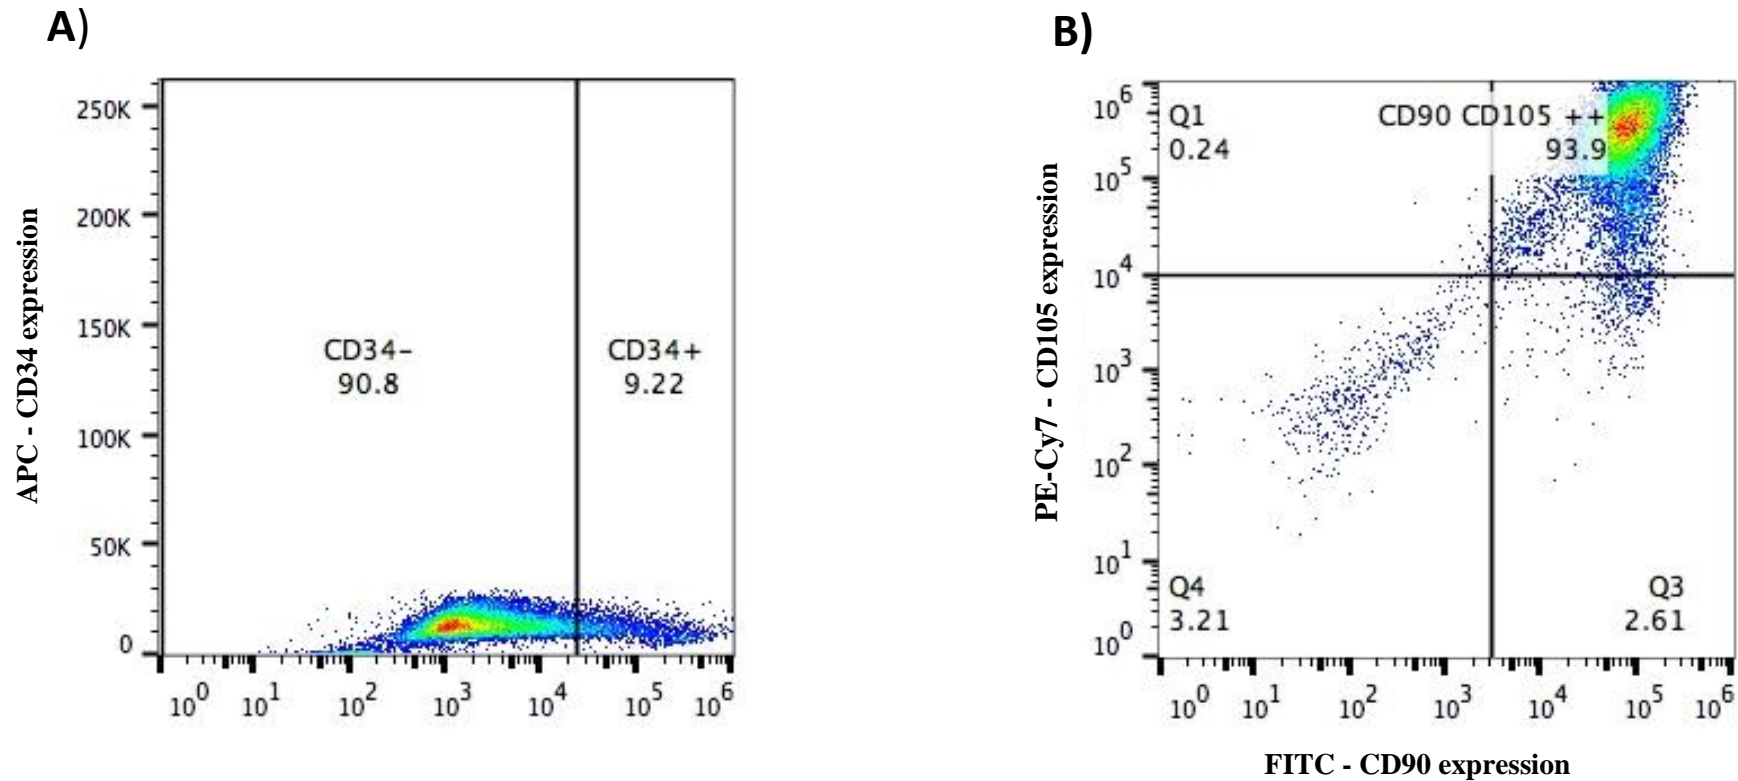 A)
APC - CD34 expression
250K
200K
150K
100K
50K
0
CD34-
90.8
CD34+
9.22
10^0 10^1 10^2 10^3 10^4 10^5 10^6
B)
PE-Cy7 - CD105 expression
10^6
10^5
10^4
10^3
10^2
10^1
10^0
Q1
0.24
CD90 CD105 ++
93.9
Q4
3.21
Q3
2.61
10^0 10^1 10^2 10^3 10^4 10^5 10^6
FITC - CD90 expression